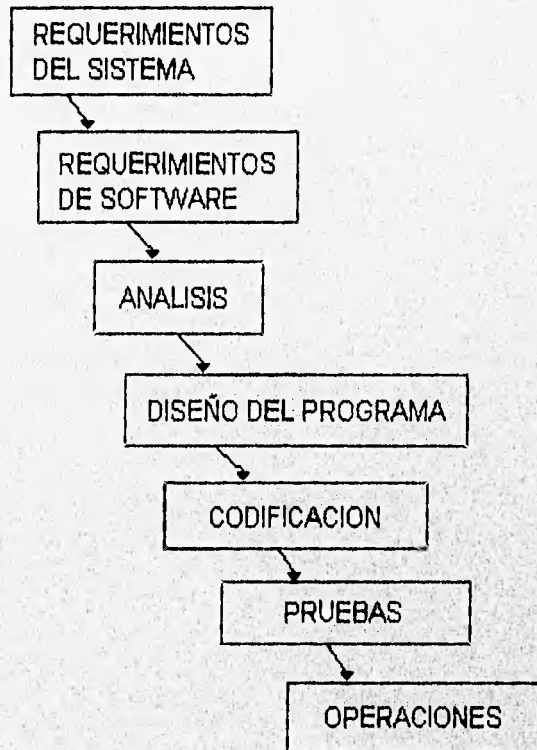 REQUERIMIENTOS
DEL SISTEMA
REQUERIMIENTOS
DE SOFTWARE
ANALISIS
DISEÑO DEL PROGRAMA
CODIFICACION
PRUEBAS
OPERACIONES